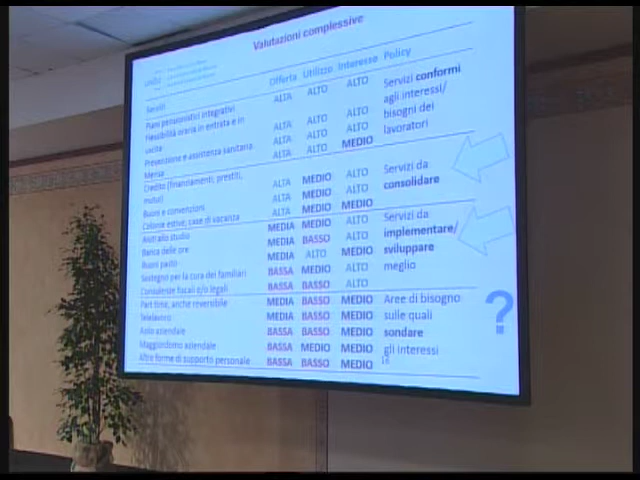 Valutazioni complessive
Servizi Offerta Utilizzo Interesse Policy
Piani pensionistici integrativi ALTA ALTO ALTO Servizi conformi
Flessibilità oraria in entrata e in agli interessi/
uscita ALTA ALTO ALTO bisogni dei
Prevenzione e assistenza sanitaria ALTA ALTO ALTO lavoratori
Mensa ALTA ALTO MEDIO
Credito (finanziamenti, prestiti, Servizi da
mutui) ALTA MEDIO ALTO consolidare
Buoni e convenzioni ALTA MEDIO ALTO
Colonie estive, case di vacanza ALTA MEDIO MEDIO
Aiuti allo studio MEDIA MEDIO ALTO Servizi da
Banca delle ore MEDIA BASSO ALTO implementare/
Buoni pasto MEDIA ALTO MEDIO sviluppare
Sostegni per la cura dei familiari BASSA MEDIO ALTO meglio
Consulenze fiscali e/o legali BASSA BASSO ALTO
Part time, anche reversibile MEDIA BASSO MEDIO Aree di bisogno
Telelavoro MEDIA BASSO MEDIO sulle quali
Asilo aziendale BASSA BASSO MEDIO sondare
Maggiordomo aziendale BASSA MEDIO MEDIO gli interessi
Altre forme di supporto personale BASSA BASSO MEDIO
?